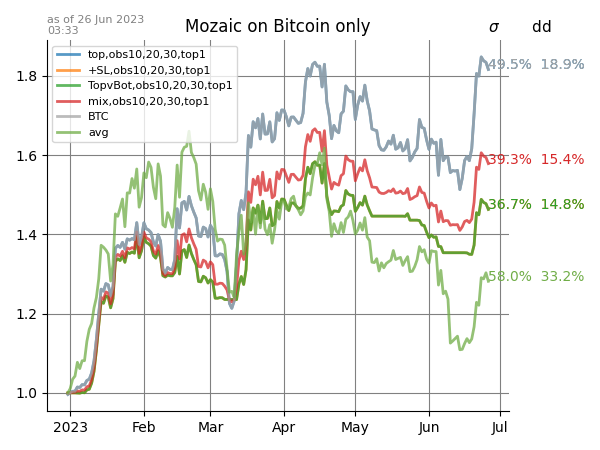 as of 26 Jun 2023
03:33
Mozaic on Bitcoin only
σ dd
top,obs10,20,30,top1
+SL,obs10,20,30,top1
TopvBot,obs10,20,30,top1
mix,obs10,20,30,top1
BTC
avg
49.5% 18.9%
39.3% 15.4%
36.7% 14.8%
58.0% 33.2%
1.8
1.6
1.4
1.2
1.0
2023 Feb Mar Apr May Jun Jul